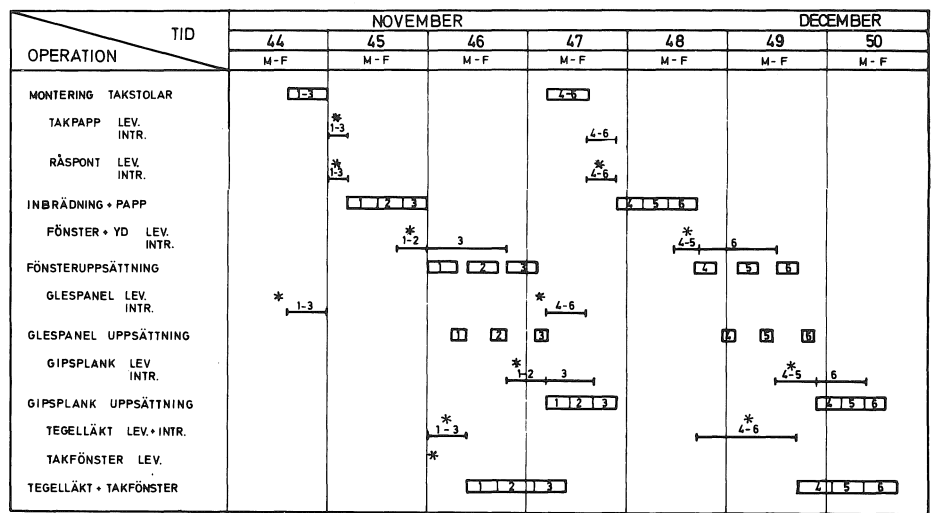 TID
OPERATION
NOVEMBER DECEMBER
44 45 46 47 48 49 50
M-F M-F M-F M-F M-F M-F M-F
MONTERING TAKSTOLAR 1-3 4-6
TAKPAPP LEV. *
INTR. 1-3 4-6
RÅSPONT LEV. * *
INTR. 1-3 4-6
INBRÄDNING + PAPP 1 2 3 4 5 6
FÖNSTER + YD LEV. * *
INTR. 1-2 3 4-5 6
FÖNSTERUPPSÄTTNING 1 2 3 4 5 6
GLESPANEL LEV. * *
INTR. 1-3 4-6
GLESPANEL UPPSÄTTNING 1 2 3 4 5 6
GIPSPLANK LEV * *
INTR. 1-2 3 4-5 6
GIPSPLANK UPPSÄTTNING 1 2 3 4 5 6
TEGELLÄKT LEV.+INTR. * 1-3 * 4-6
TAKFÖNSTER LEV. *
TEGELLÄKT + TAKFÖNSTER 1 2 3 4 5 6